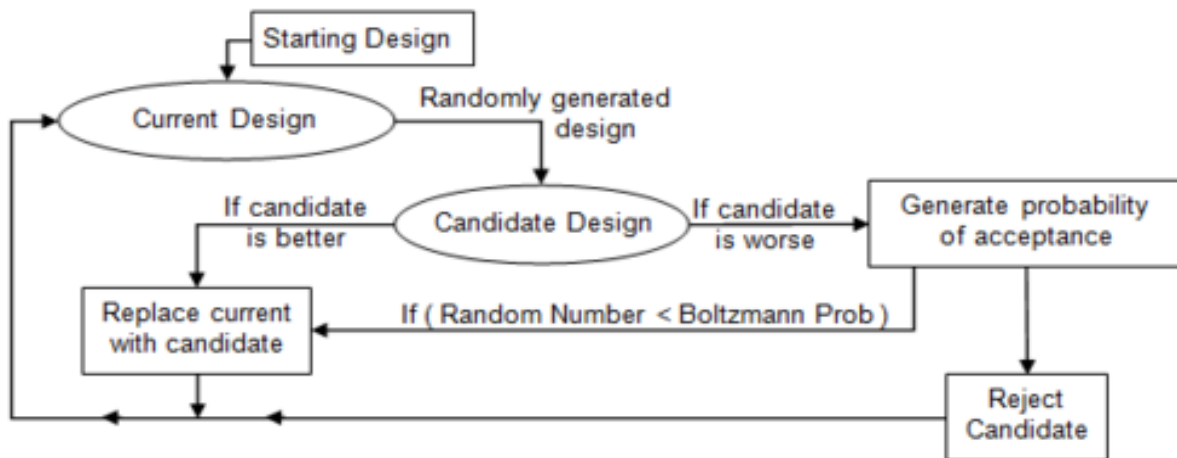 Starting Design
Current Design
Randomly generated
design
If candidate
is better
Candidate Design
If candidate
is worse
Generate probability
of acceptance
Replace current
with candidate
If ( Random Number < Boltzmann Prob )
Reject
Candidate